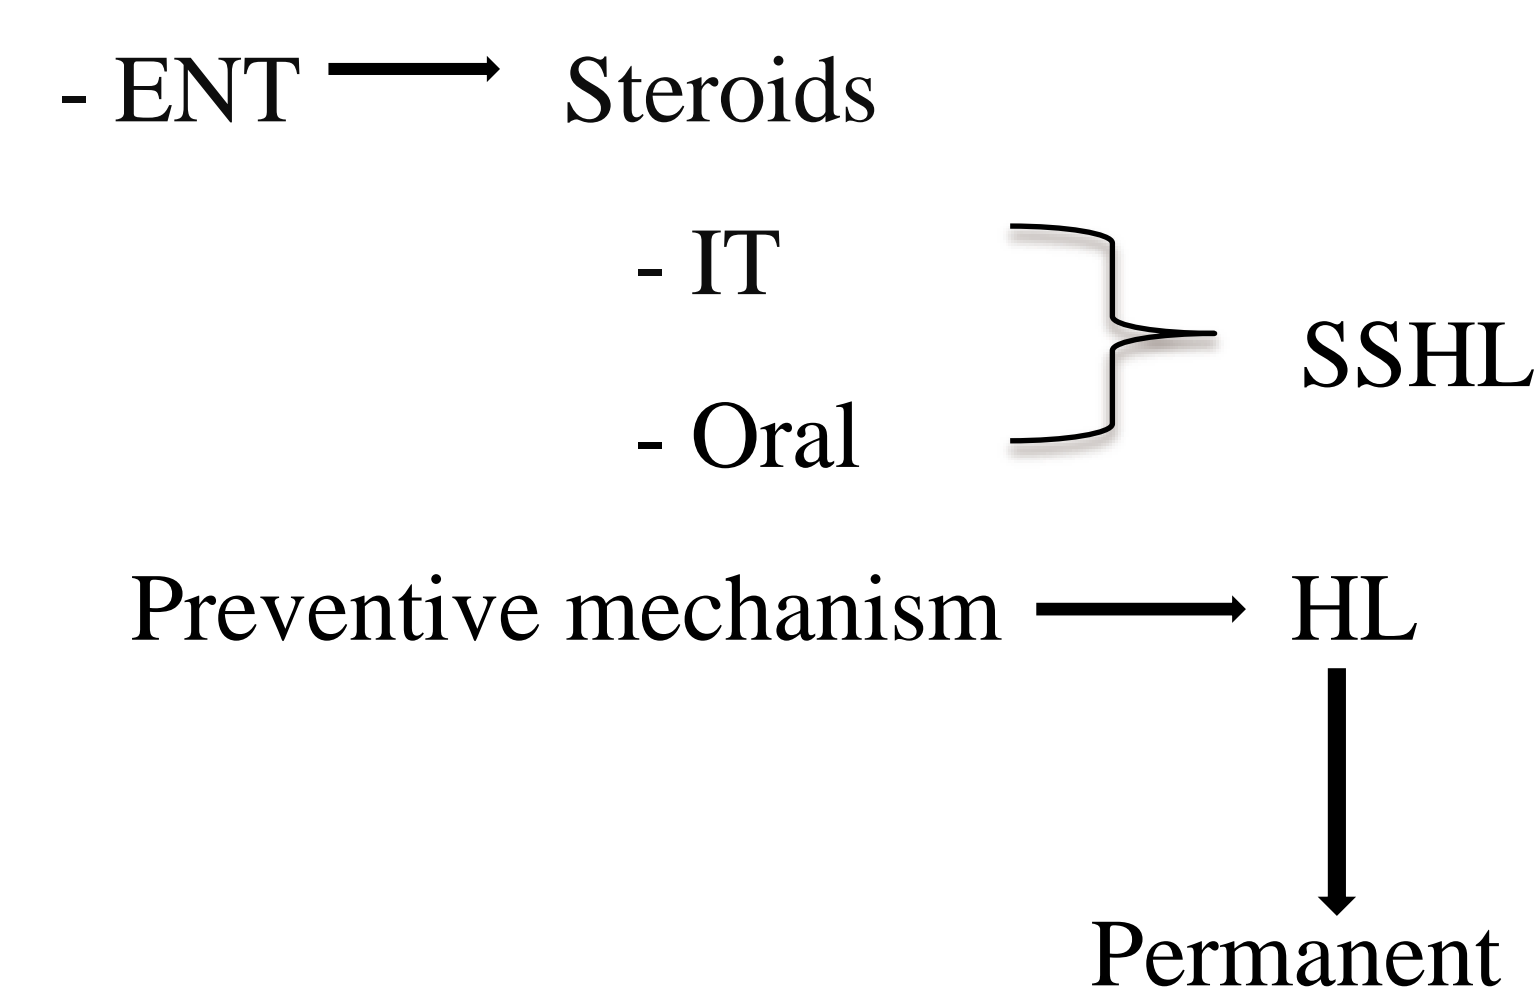 - ENT Steroids
- IT
SSHL
- Oral
Preventive mechanism HL
Permanent